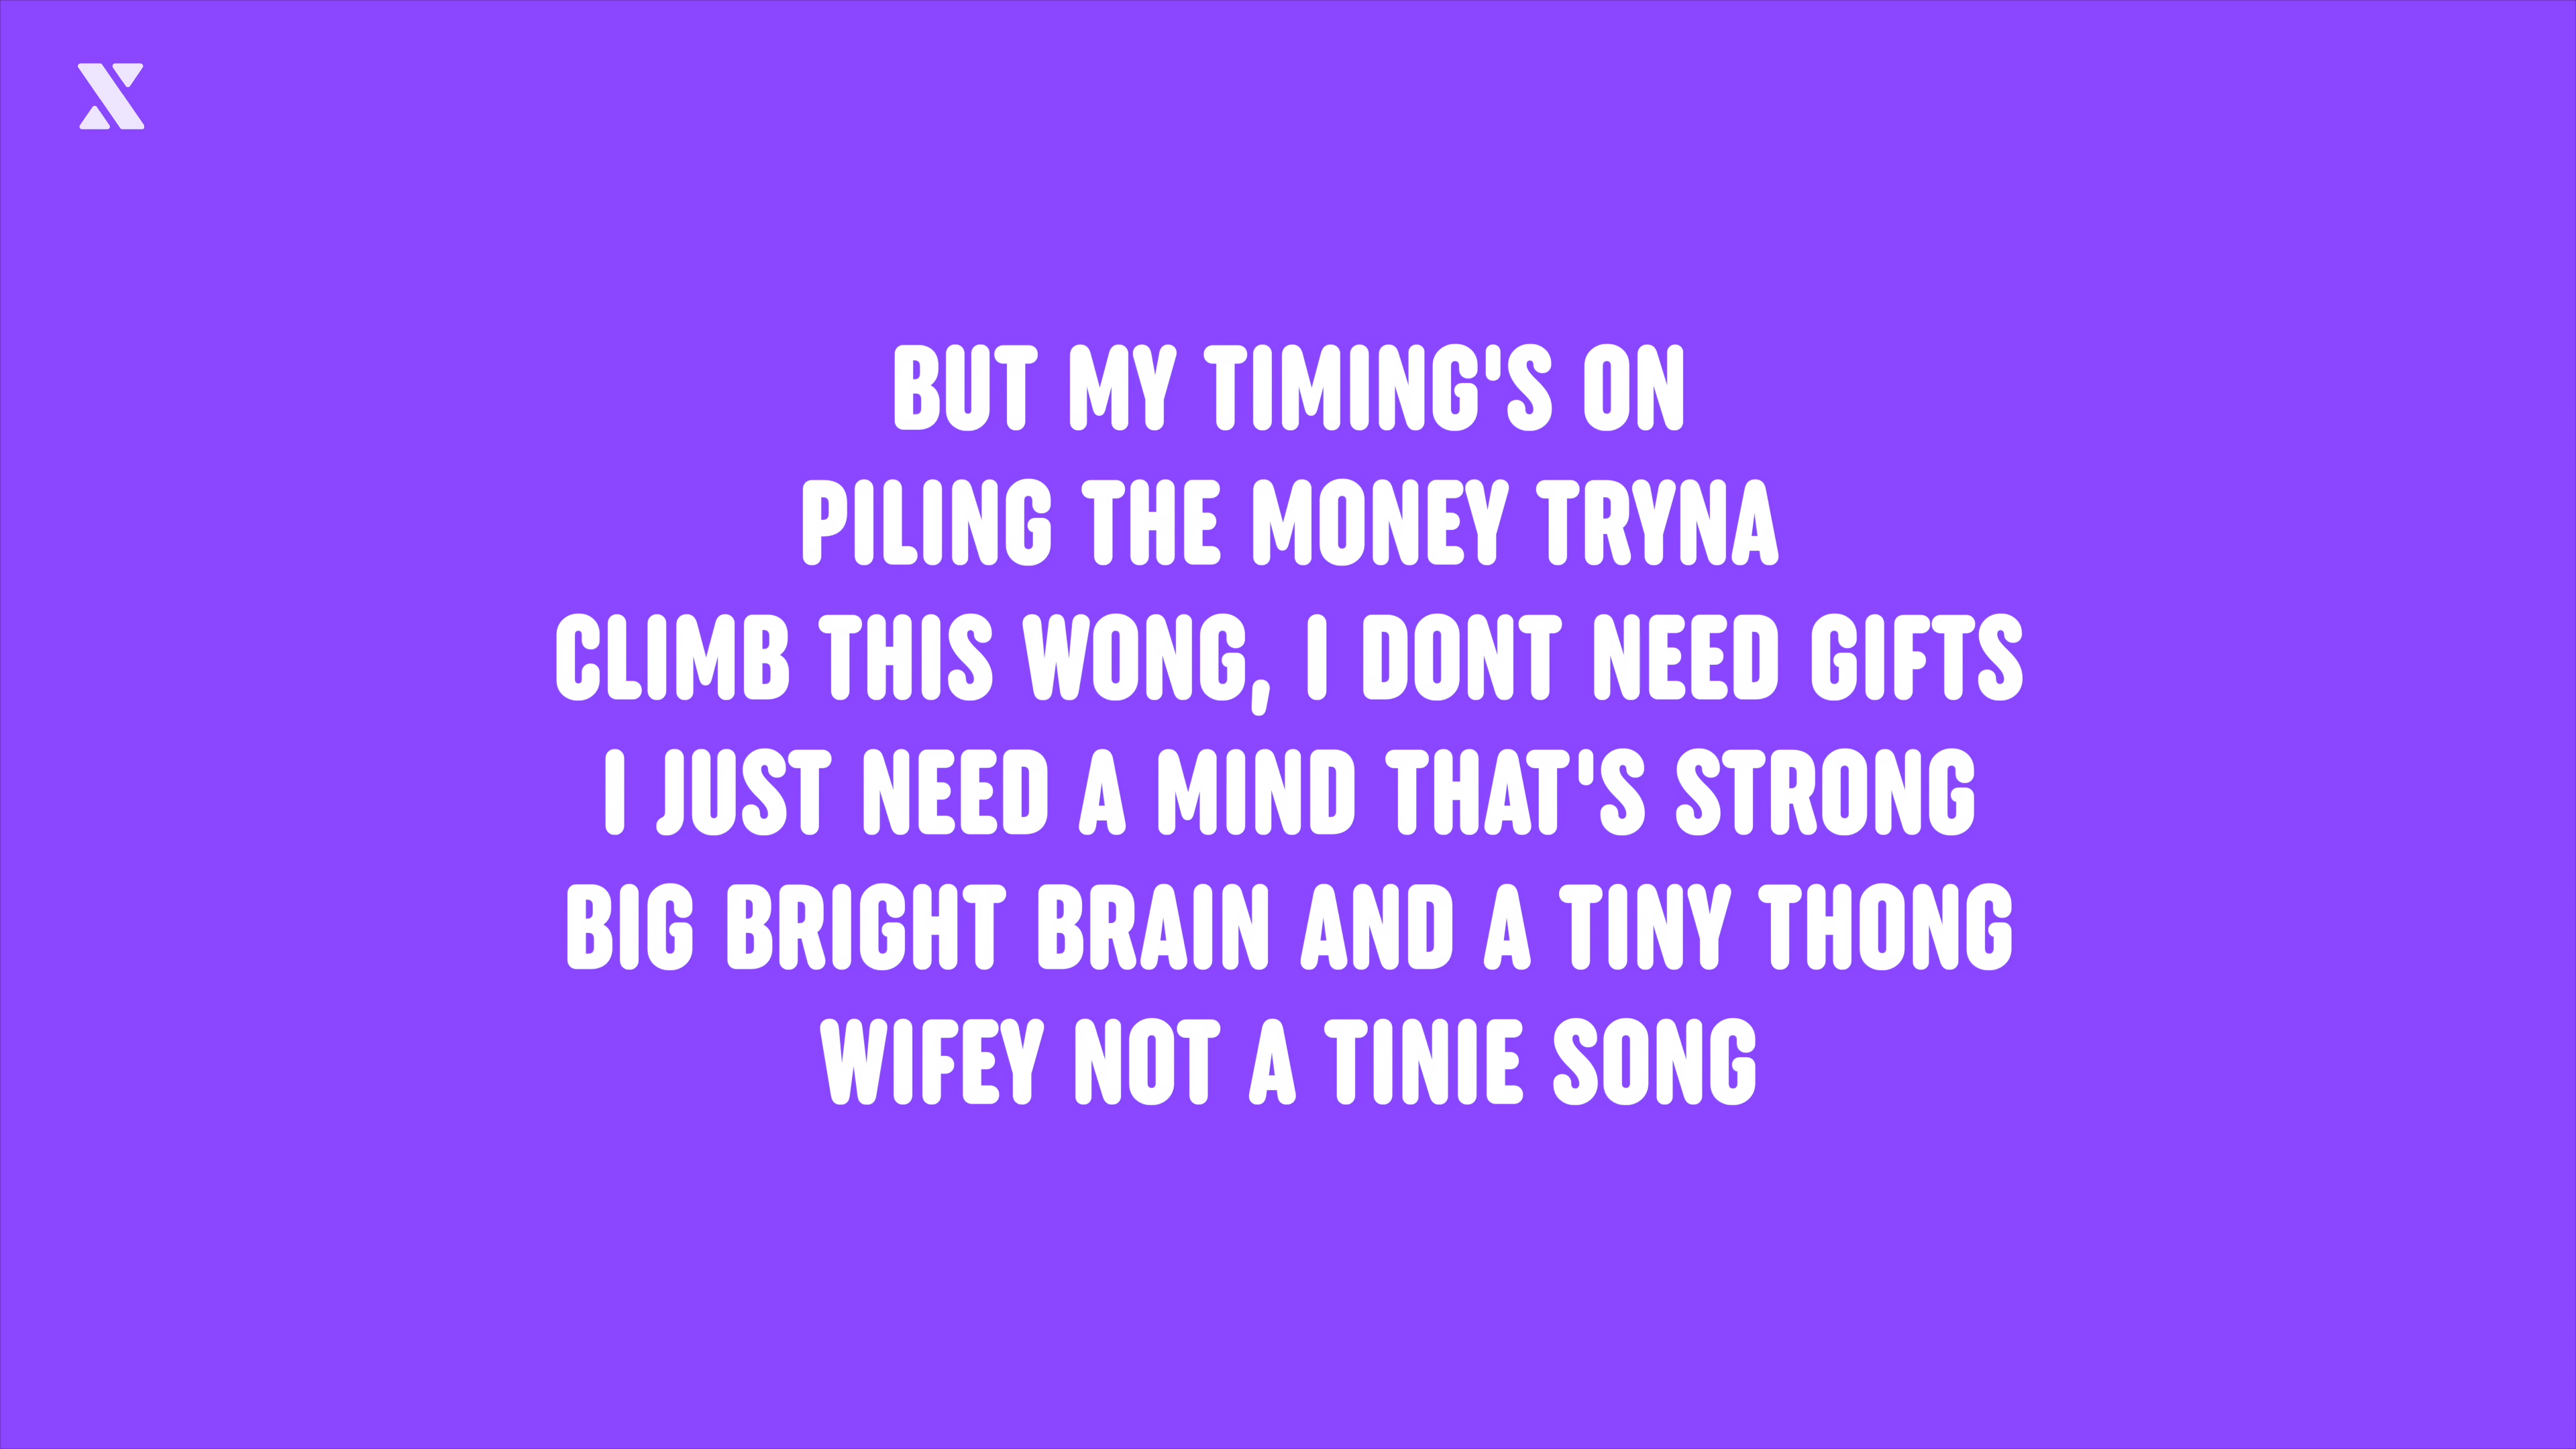 BUT MY TIMING'S ON
PILING THE MONEY TRYNA
CLIMB THIS WONG, I DONT NEED GIFTS
I JUST NEED A MIND THAT'S STRONG
BIG BRIGHT BRAIN AND A TINY THONG
WIFEY NOT A TINIE SONG